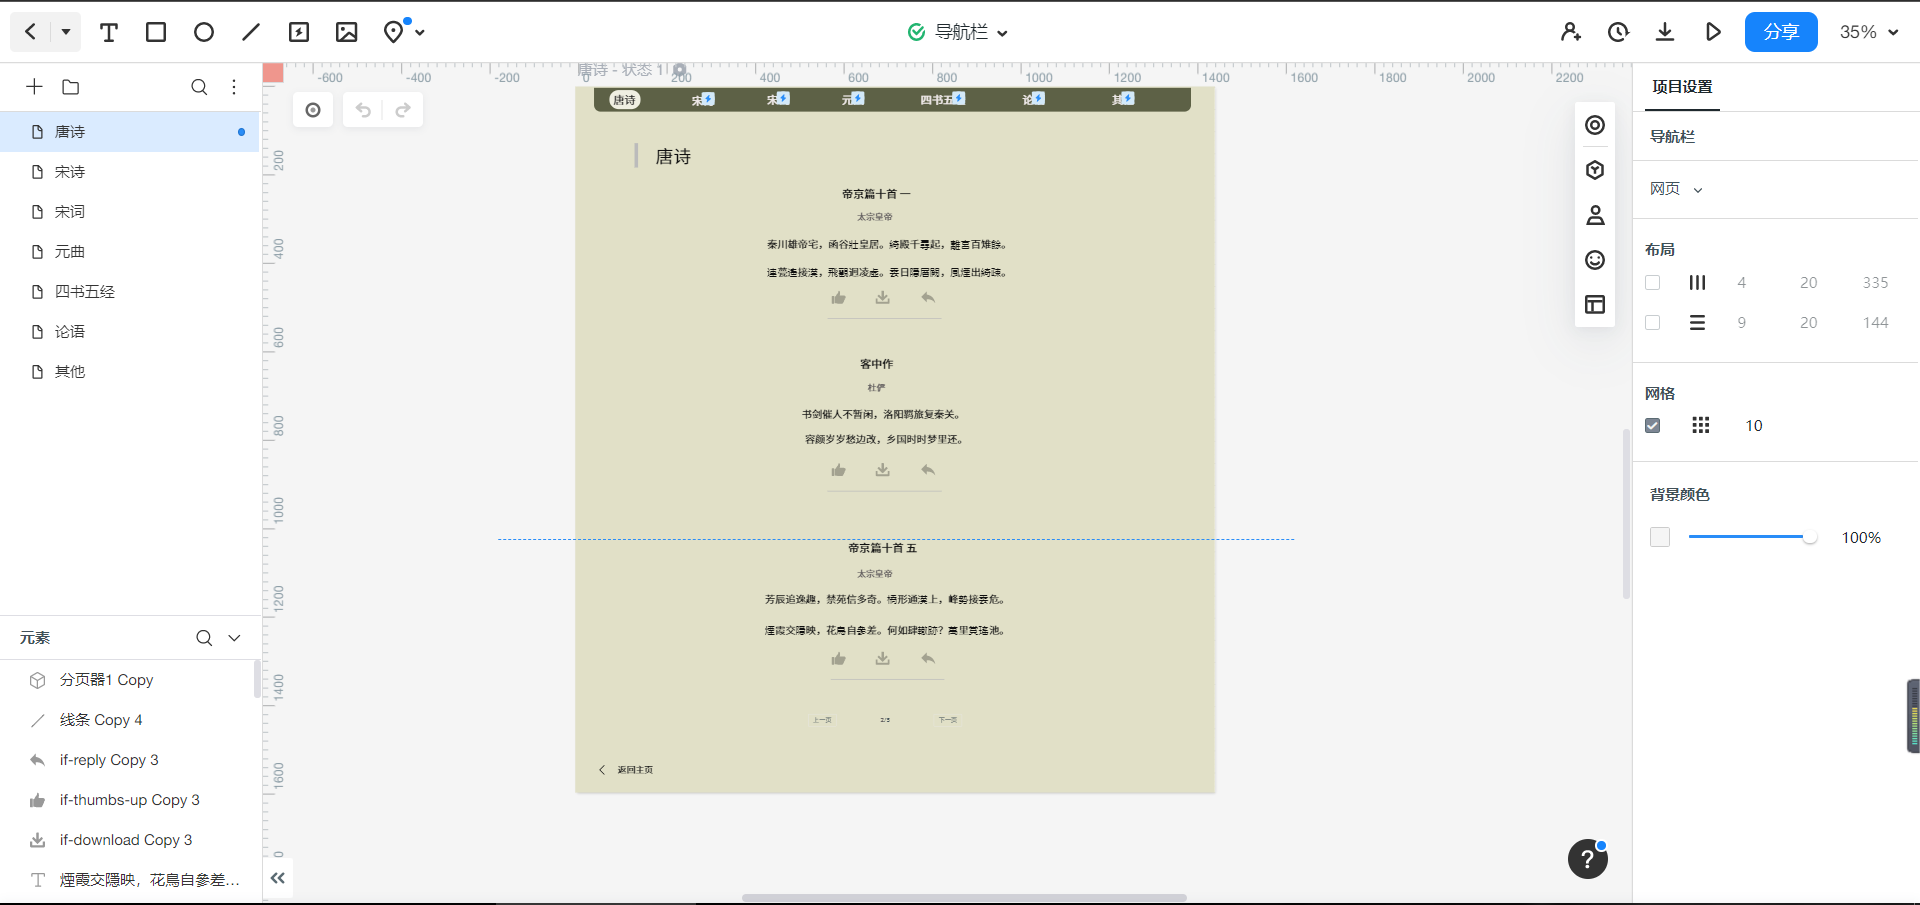 导航栏
分享
35%
唐诗
宋诗
宋词
元曲
四书五经
论语
其他
元素
分页器1 Copy
线条 Copy 4
if-reply Copy 3
if-thumbs-up Copy 3
if-download Copy 3
煙霞交隱映，花鳥自參差...
-600 -400 -200 0 200 400 600 800 1000 1200 1400 1600 1800 2000 2200
200
400
600
800
1000
1200
1400
1600
唐诗 - 状态 1
唐诗 宋 宋 元 四书五 论 其
唐诗
帝京篇十首 一
太宗皇帝
秦川雄帝宅，函谷壯皇居。綺殿千尋起，離宮百雉餘。
連薨遙接漢，飛觀迥凌虛。雲日隱層闕，風煙出綺疎。
客中作
书剑催人不暂闲，洛阳羁旅复秦关。
容颜岁岁愁边改，乡国时时梦里还。
帝京篇十首 五
太宗皇帝
芳辰追逸趣，禁苑信多奇。橋形通漢上，峰勢接雲危。
煙霞交隱映，花鳥自參差。何如肆轍跡？萬里賞瑤池。
上一页 2/5 下一页
返回主页
项目设置
导航栏
网页
布局
4 20 335
9 20 144
网格
10
背景颜色
100%
?